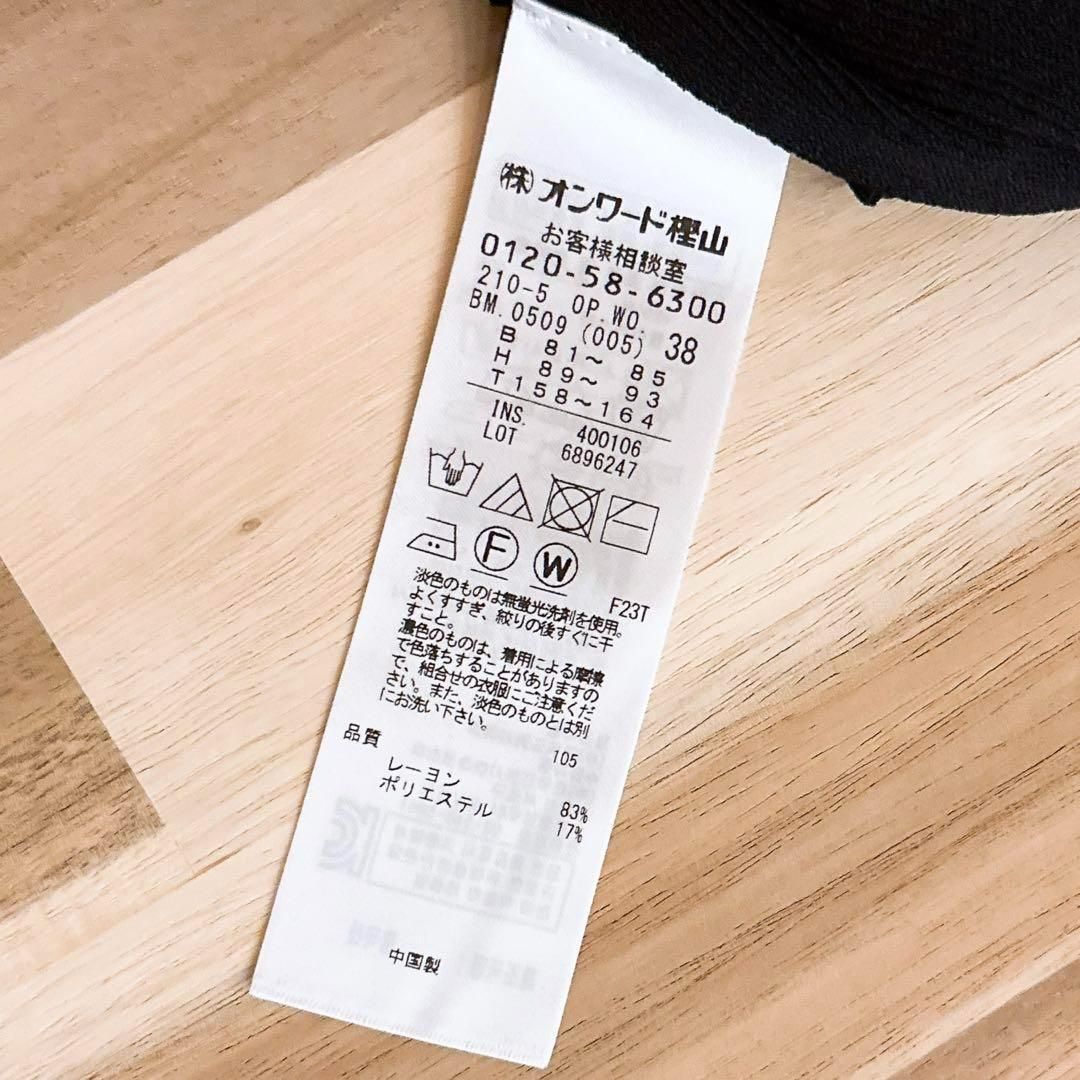 (株)オンワード樫山
お客様相談室
0120-58-6300
210-5 OP.WO.
BM.0509 (005) 38
B 81～ 85
H 89～ 93
T158～164
INS. 400106
LOT 6896247
F W
F23T
淡色のものは無蛍光洗剤を使用。
よくすすぎ、絞りの後すぐに干
すこと。
濃色のものは、着用による摩擦
で色落ちすることがありますの
で、組合せの衣服にご注意くだ
さい。また、淡色のものとは別
にお洗い下さい。
品質 105
レーヨン 83%
ポリエステル 17%
中国製